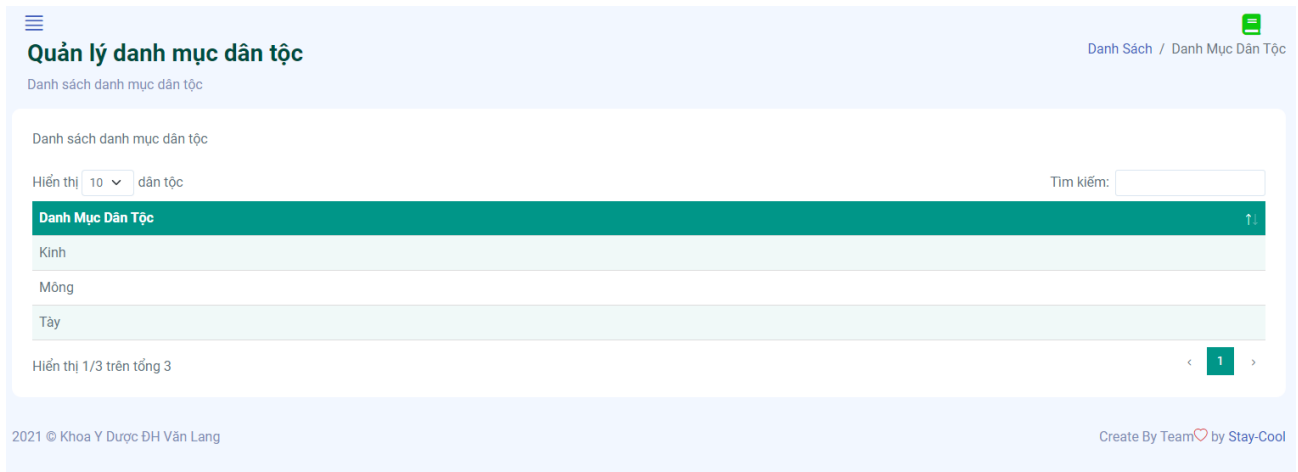 Quản lý danh mục dân tộc
Danh Sách / Danh Mục Dân Tộc
Danh sách danh mục dân tộc
Danh sách danh mục dân tộc
Hiển thị 10 dân tộc
Tìm kiếm:
Danh Mục Dân Tộc
Kinh
Mông
Tày
Hiển thị 1/3 trên tổng 3
‹ 1 ›
2021 © Khoa Y Dược ĐH Văn Lang
Create By Team♡ by Stay-Cool